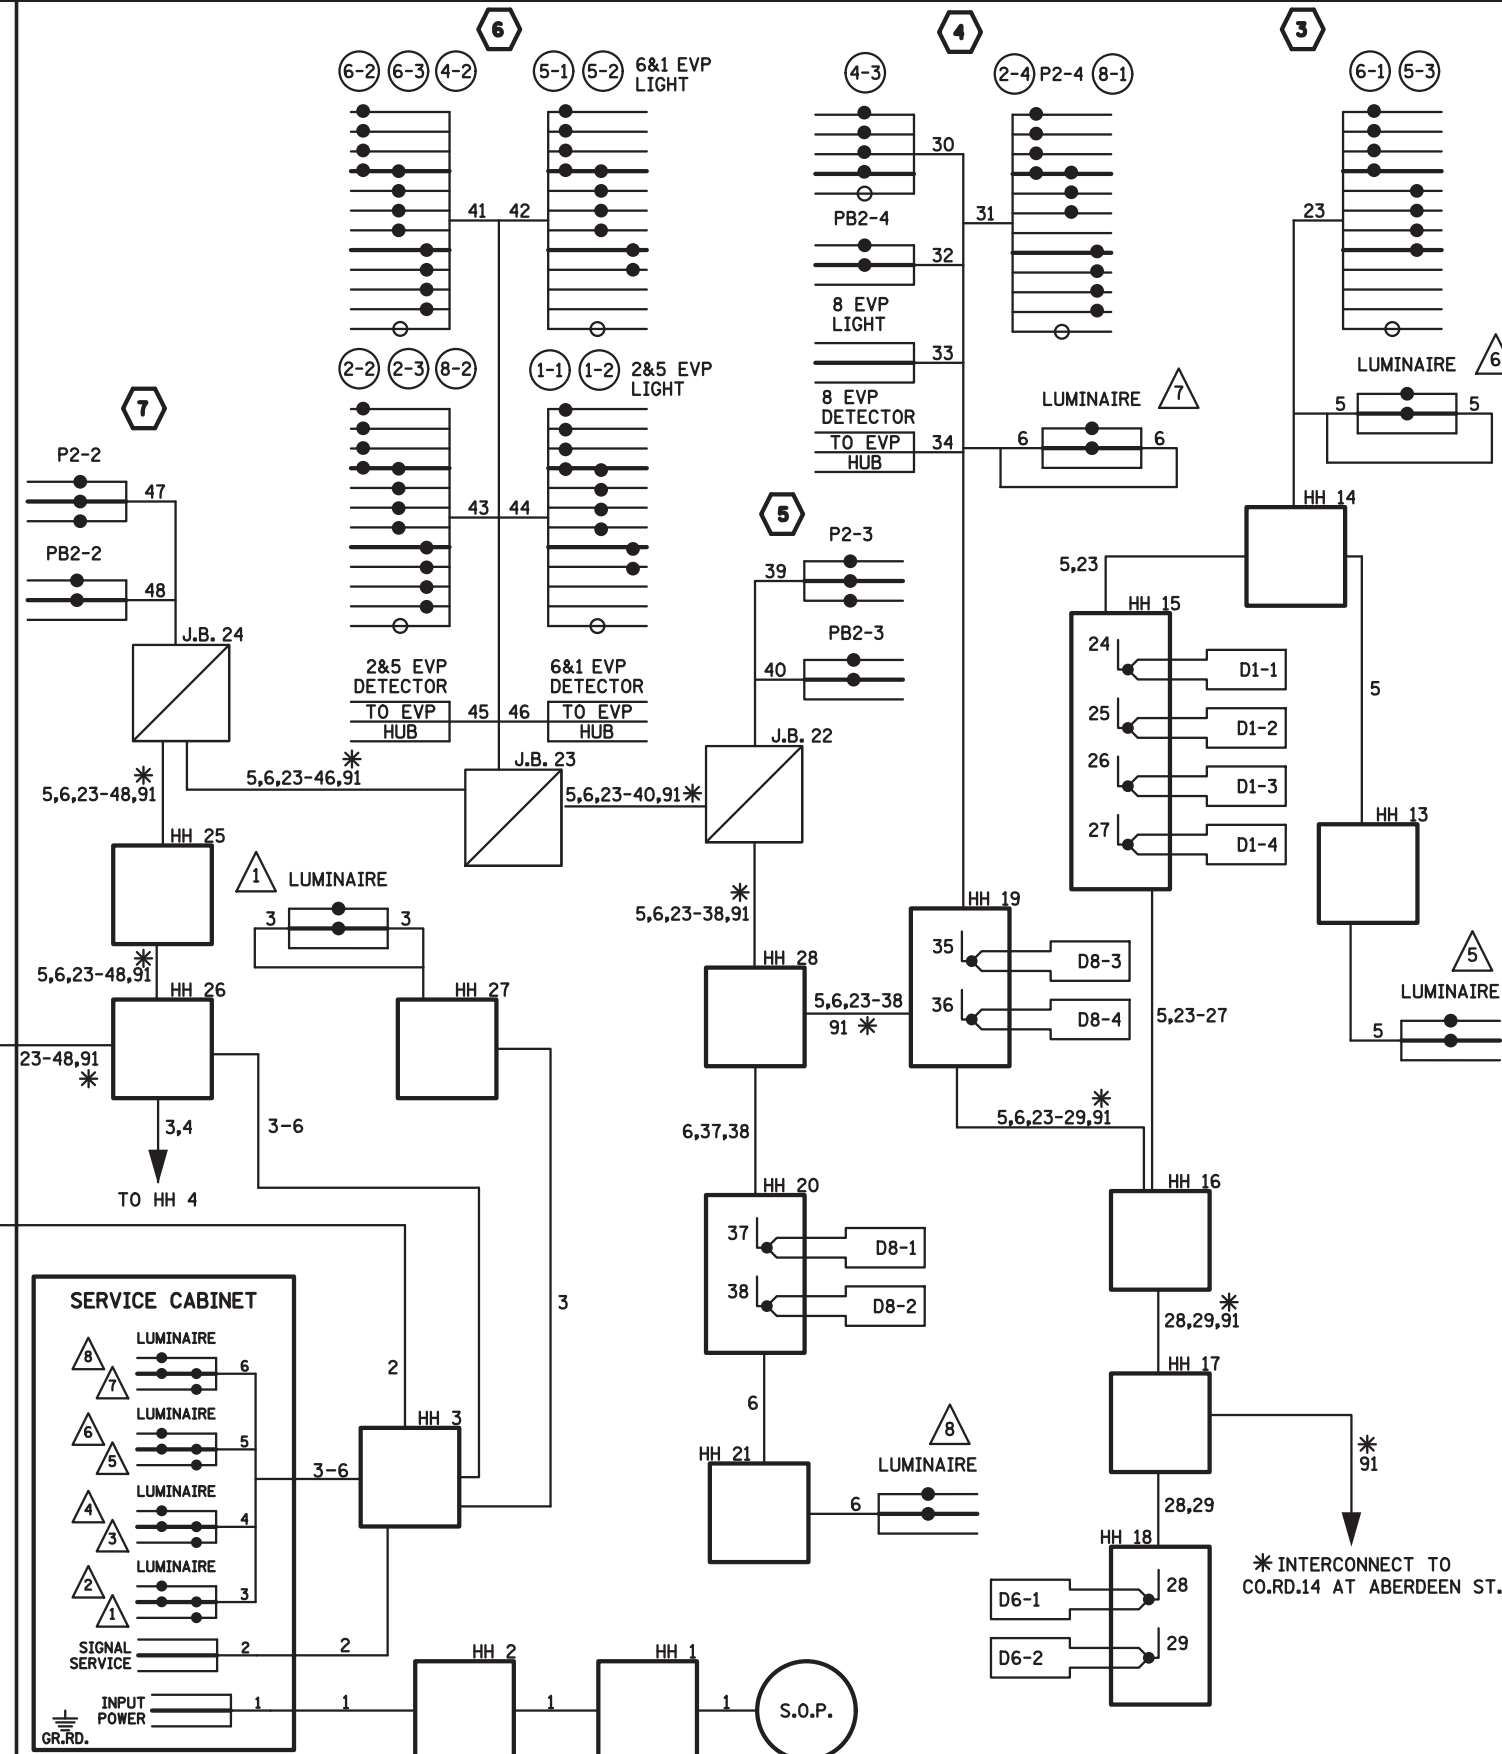 6
4
3
6-2 6-3 4-2
5-1 5-2 6&1 EVP
LIGHT
4-3
2-4 P2-4 8-1
6-1 5-3
41 42
30
31
23
PB2-4
32
8 EVP
LIGHT
33
8 EVP
DETECTOR
TO EVP
HUB
34
2-2 2-3 8-2
1-1 1-2 2&5 EVP
LIGHT
43 44
LUMINAIRE 7
6 6
LUMINAIRE 6
5 5
7
P2-2
47
PB2-2
48
J.B. 24
2&5 EVP
DETECTOR
TO EVP
HUB
45 46
6&1 EVP
DETECTOR
TO EVP
HUB
5
P2-3
39
PB2-3
40
J.B. 22
J.B. 23
5,6,23-46,91
5,6,23-40,91
5,6,23-48,91
HH 14
5,23
5
HH 15
24 D1-1
25 D1-2
26 D1-3
27 D1-4
HH 13
5
LUMINAIRE
5
HH 25
5,6,23-48,91
HH 26
23-48,91
3,4
TO HH 4
3-6
1 LUMINAIRE
3 3
HH 27
3
5,6,23-38,91
HH 28
5,6,23-38
91
HH 19
35 D8-3
36 D8-4
5,23-27
5,6,23-29,91
6,37,38
HH 20
37 D8-1
38 D8-2
6
HH 21
8
LUMINAIRE
6
HH 16
28,29,91
HH 17
91
28,29
INTERCONNECT TO
CO.RD.14 AT ABERDEEN ST.
HH 18
D6-1 28
D6-2 29
SERVICE CABINET
LUMINAIRE
8 7 6
LUMINAIRE
6 5 5
LUMINAIRE
4 3 4
LUMINAIRE
2 1 3
3-6
2
HH 3
SIGNAL
SERVICE
2 2
INPUT
POWER
1 1
GR.RD.
HH 2
1
HH 1
1
S.O.P.